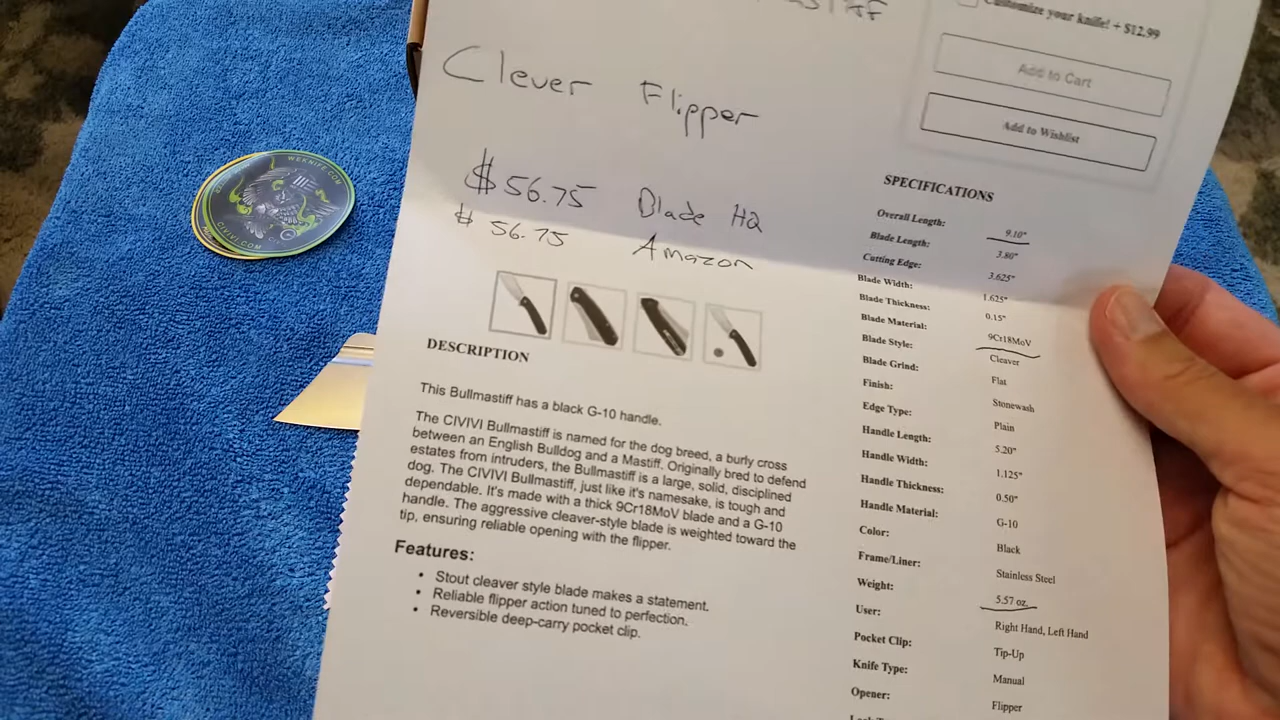 Customize your knife! + $12.99
Add to Cart
Add to Wishlist
Clever Flipper
$56.75 Blade HQ
$56.75 Amazon
WEKNIFE.COM
CIVIVI.COM
DESCRIPTION
This Bullmastiff has a black G-10 handle.
The CIVIVI Bullmastiff is named for the dog breed, a burly cross
between an English Bulldog and a Mastiff. Originally bred to defend
estates from intruders, the Bullmastiff is a large, solid, disciplined
dog. The CIVIVI Bullmastiff, just like it's namesake, is tough and
dependable. It's made with a thick 9Cr18MoV blade and a G-10
handle. The aggressive cleaver-style blade is weighted toward the
tip, ensuring reliable opening with the flipper.
Features:
• Stout cleaver style blade makes a statement.
• Reliable flipper action tuned to perfection.
• Reversible deep-carry pocket clip.
SPECIFICATIONS
Overall Length: 9.10"
Blade Length: 3.80"
Cutting Edge: 3.625"
Blade Width: 1.625"
Blade Thickness: 0.15"
Blade Material: 9Cr18MoV
Blade Style: Cleaver
Blade Grind: Flat
Finish: Stonewash
Edge Type: Plain
Handle Length: 5.20"
Handle Width: 1.125"
Handle Thickness: 0.50"
Handle Material: G-10
Color: Black
Frame/Liner: Stainless Steel
Weight: 5.57 oz.
User: Right Hand, Left Hand
Pocket Clip: Tip-Up
Knife Type: Manual
Opener: Flipper